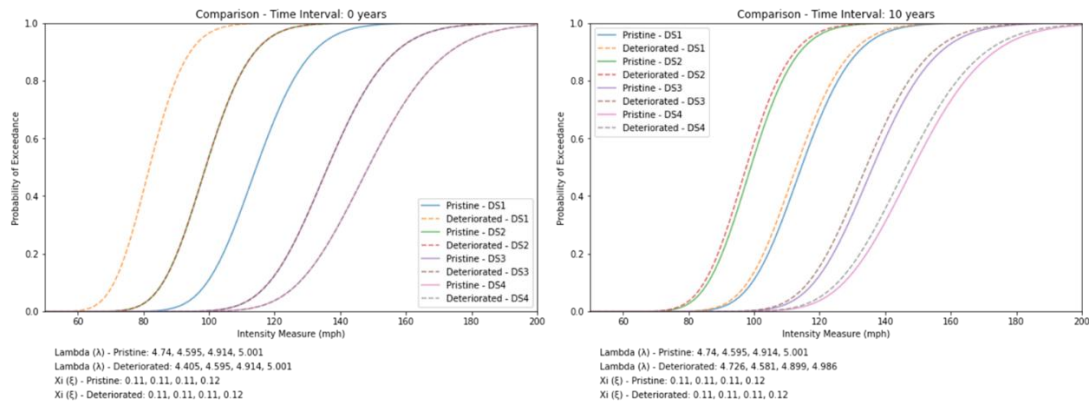 Comparison - Time Interval: 0 years
1.0
0.8
0.6
0.4
0.2
0.0
Probability of Exceedance
60 80 100 120 140 160 180 200
Intensity Measure (mph)
Pristine - DS1
Deteriorated - DS1
Pristine - DS2
Deteriorated - DS2
Pristine - DS3
Deteriorated - DS3
Pristine - DS4
Deteriorated - DS4
Lambda (λ) - Pristine: 4.74, 4.595, 4.914, 5.001
Lambda (λ) - Deteriorated: 4.405, 4.595, 4.914, 5.001
Xi (ξ) - Pristine: 0.11, 0.11, 0.11, 0.12
Xi (ξ) - Deteriorated: 0.11, 0.11, 0.11, 0.12
Comparison - Time Interval: 10 years
1.0
0.8
0.6
0.4
0.2
0.0
Probability of Exceedance
60 80 100 120 140 160 180 200
Intensity Measure (mph)
Pristine - DS1
Deteriorated - DS1
Pristine - DS2
Deteriorated - DS2
Pristine - DS3
Deteriorated - DS3
Pristine - DS4
Deteriorated - DS4
Lambda (λ) - Pristine: 4.74, 4.595, 4.914, 5.001
Lambda (λ) - Deteriorated: 4.726, 4.581, 4.899, 4.986
Xi (ξ) - Pristine: 0.11, 0.11, 0.11, 0.12
Xi (ξ) - Deteriorated: 0.11, 0.11, 0.11, 0.12